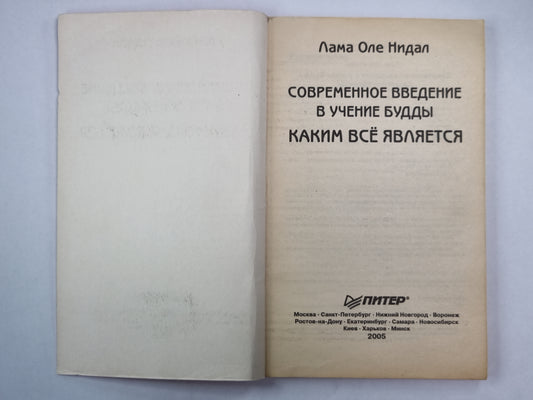 Лама Оле Нидал
СОВРЕМЕННОЕ ВВЕДЕНИЕ
В УЧЕНИЕ БУДДЫ
КАКИМ ВСЁ ЯВЛЯЕТСЯ
ПИТЕР®
Москва · Санкт-Петербург · Нижний Новгород · Воронеж
Ростов-на-Дону · Екатеринбург · Самара · Новосибирск
Киев · Харьков · Минск
2005